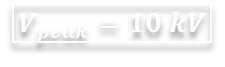 V_peak = 10 kV